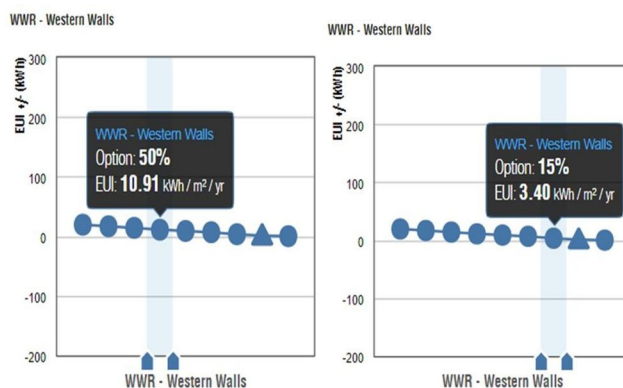 WWR - Western Walls
EUI +/- (kWh)
300
200
100
0
-100
-200
WWR - Western Walls
Option: 50%
EUI: 10.91 kWh / m² / yr
WWR - Western Walls
WWR - Western Walls
EUI +/- (kWh)
300
200
100
0
-100
-200
WWR - Western Walls
Option: 15%
EUI: 3.40 kWh / m² / yr
WWR - Western Walls